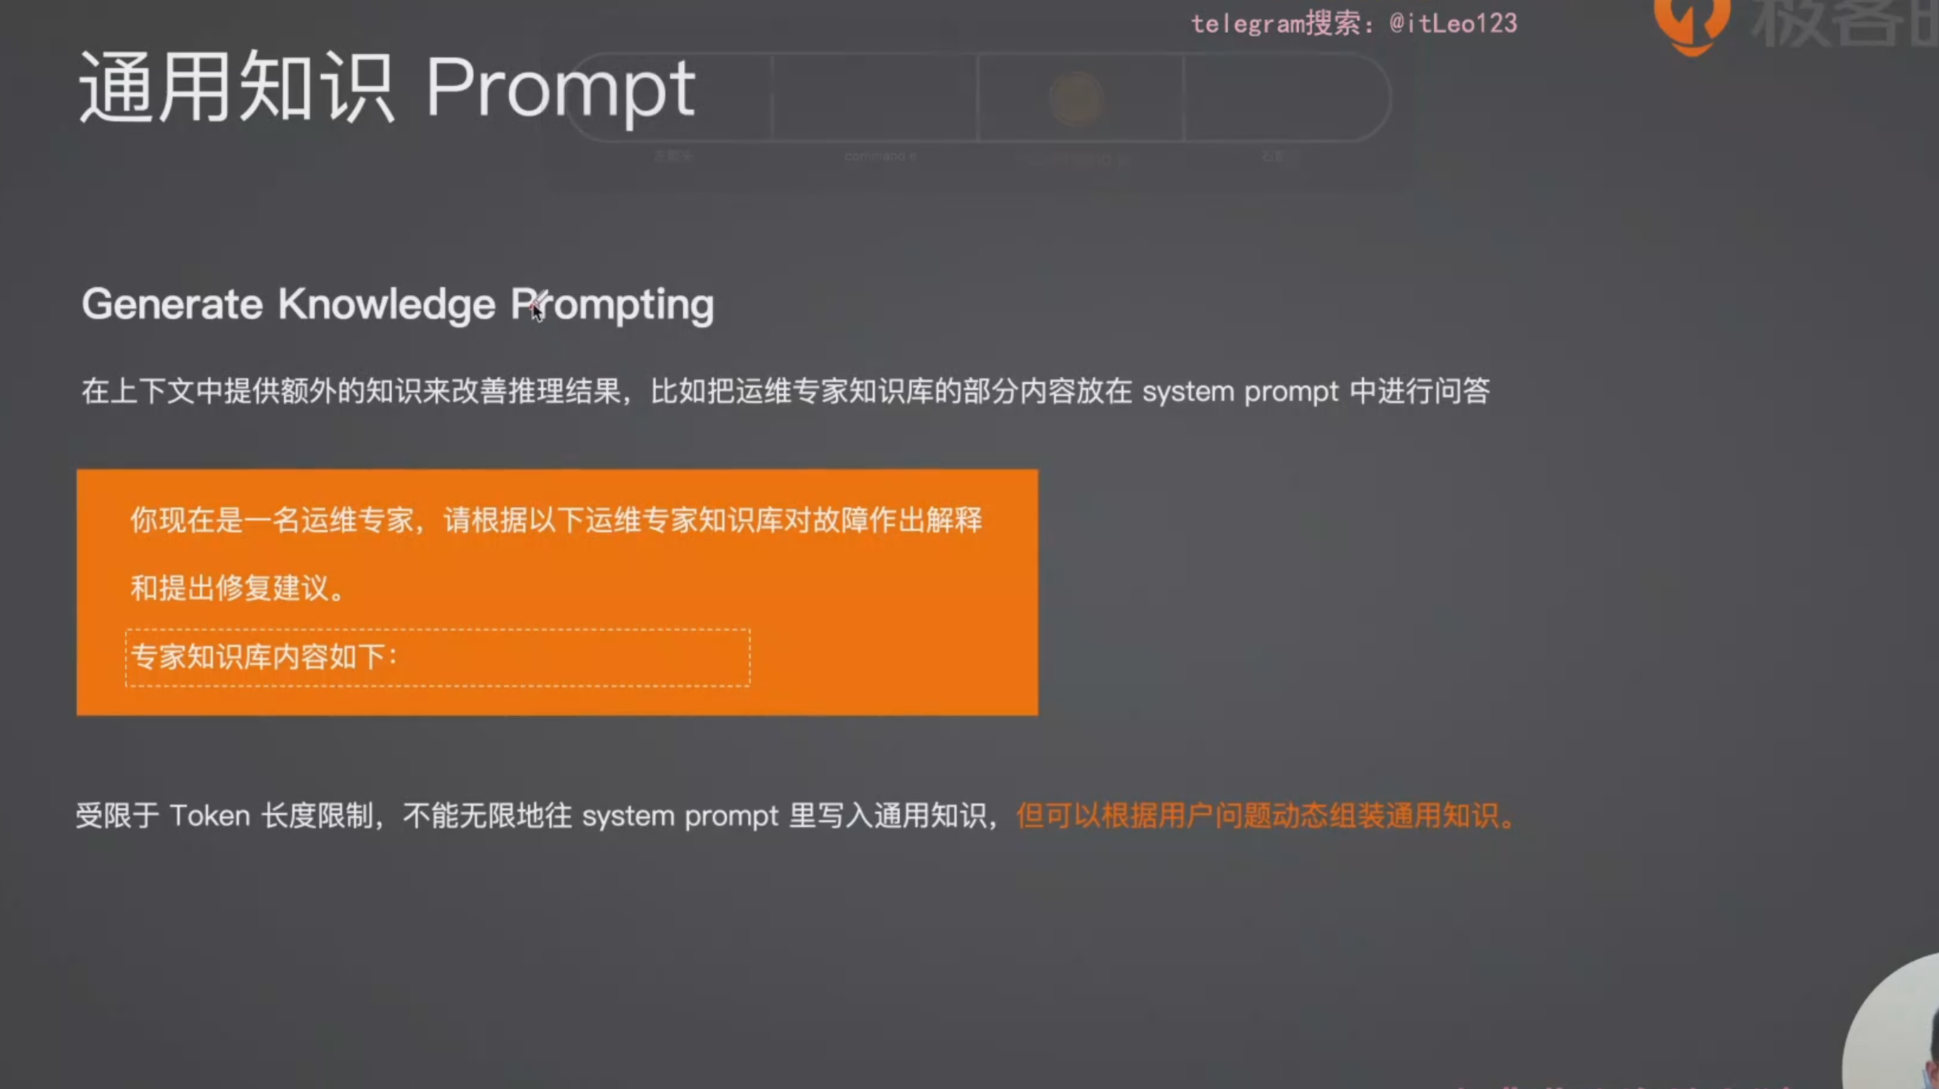 telegram搜索：@itLeo123
极客时
通用知识 Prompt
command
Generate Knowledge Prompting
在上下文中提供额外的知识来改善推理结果，比如把运维专家知识库的部分内容放在 system prompt 中进行问答
你现在是一名运维专家，请根据以下运维专家知识库对故障作出解释
和提出修复建议。
专家知识库内容如下：
受限于 Token 长度限制，不能无限地往 system prompt 里写入通用知识，但可以根据用户问题动态组装通用知识。